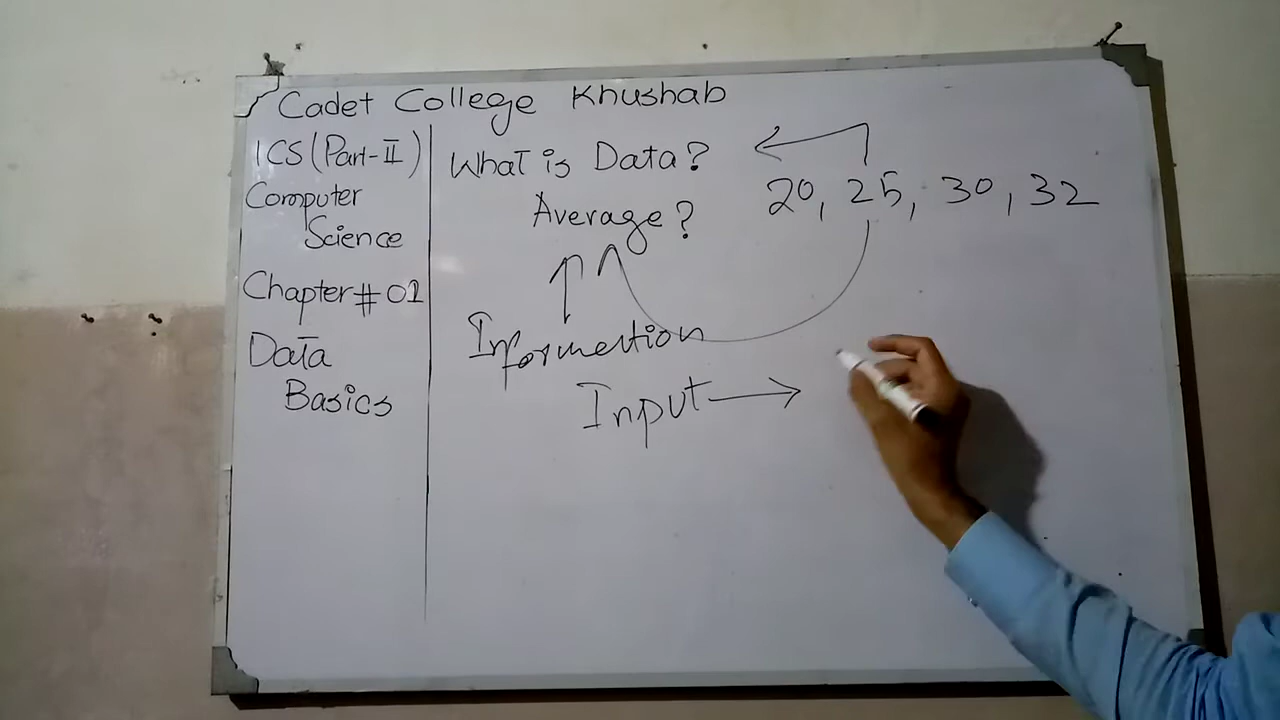 Cadet College Khushab
ICS (Part-II)
Computer
Science
Chapter # 01
Data
Basics
What is Data?
20, 25, 30, 32
Average?
Information
Input